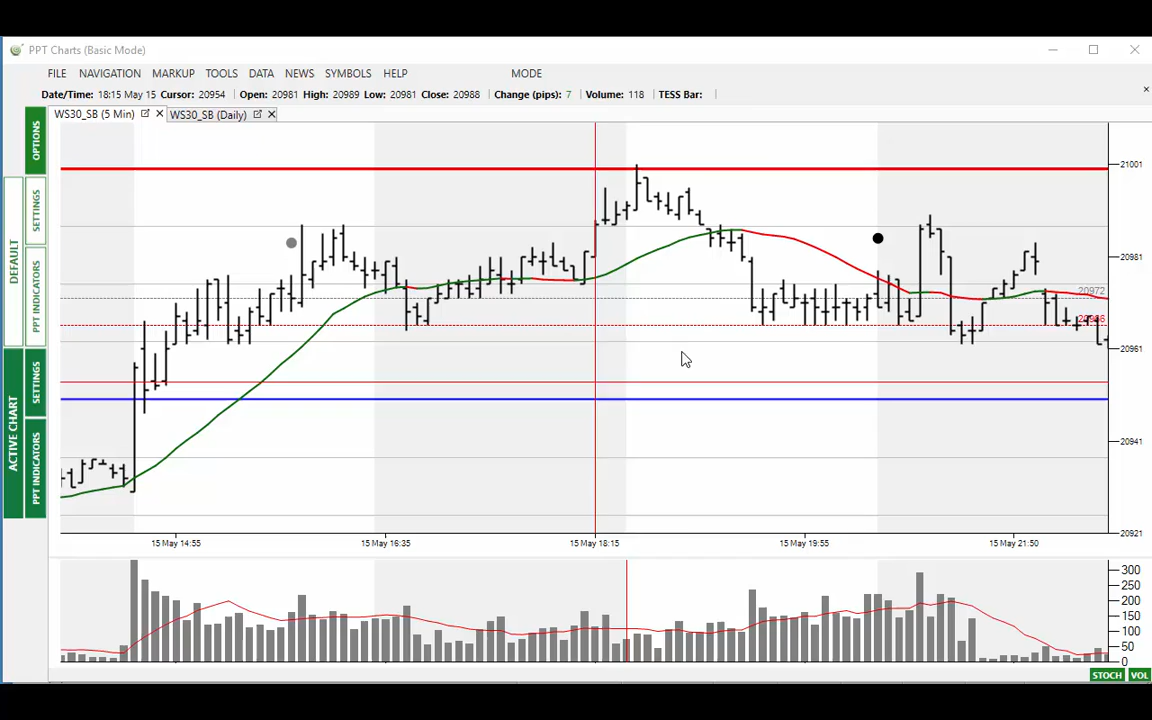 PPT Charts (Basic Mode)
FILE NAVIGATION MARKUP TOOLS DATA NEWS SYMBOLS HELP MODE
Date/Time: 18:15 May 15 Cursor: 20954 Open: 20981 High: 20989 Low: 20981 Close: 20988 Change (pips): 7 Volume: 118 TESS Bar:
WS30_SB (5 Min) WS30_SB (Daily)
OPTIONS
DEFAULT
SETTINGS
PPT INDICATORS
ACTIVE CHART
SETTINGS
PPT INDICATORS
21001
20981
20972
20961
20941
20921
15 May 14:55 15 May 16:35 15 May 18:15 15 May 19:55 15 May 21:50
300
250
200
150
100
50
0
STOCH VOL